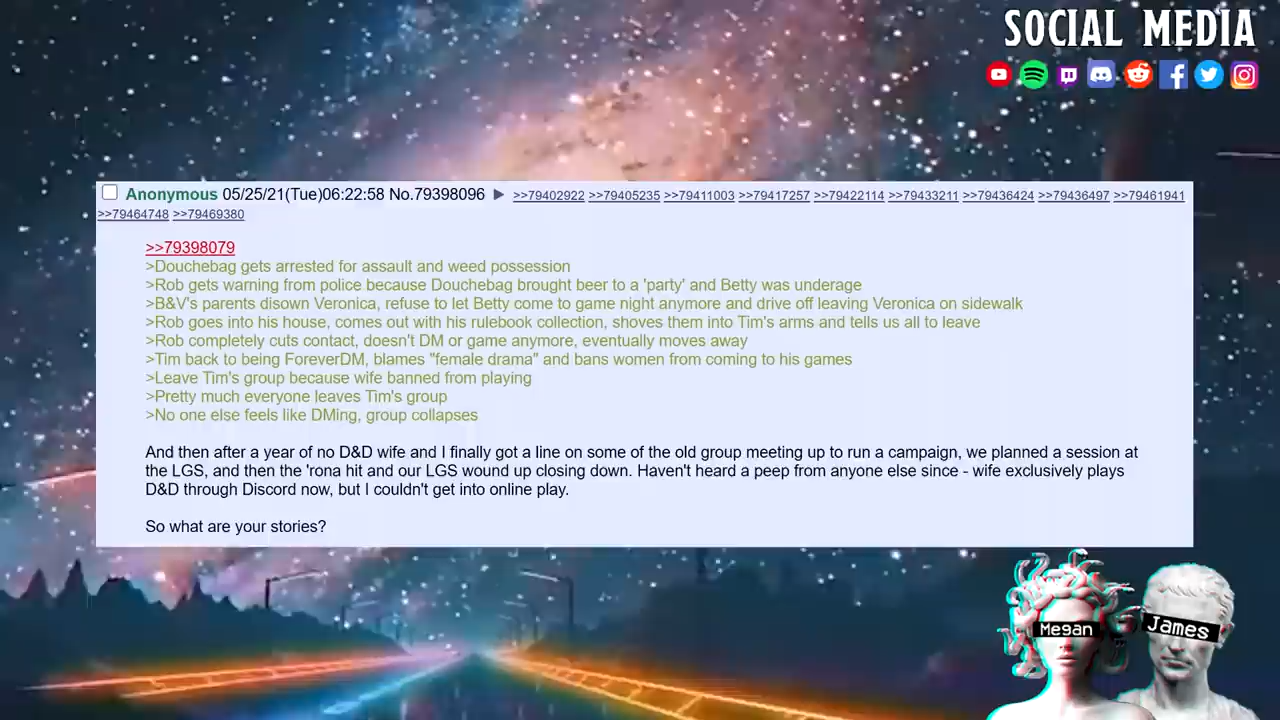 SOCIAL MEDIA
Anonymous 05/25/21(Tue)06:22:58 No.79398096 ▶ >>79402922 >>79405235 >>79411003 >>79417257 >>79422114 >>79433211 >>79436424 >>79436497 >>79461941
>>79464748 >>79469380
>>79398079
>Douchebag gets arrested for assault and weed possession
>Rob gets warning from police because Douchebag brought beer to a 'party' and Betty was underage
>B&V's parents disown Veronica, refuse to let Betty come to game night anymore and drive off leaving Veronica on sidewalk
>Rob goes into his house, comes out with his rulebook collection, shoves them into Tim's arms and tells us all to leave
>Rob completely cuts contact, doesn't DM or game anymore, eventually moves away
>Tim back to being ForeverDM, blames "female drama" and bans women from coming to his games
>Leave Tim's group because wife banned from playing
>Pretty much everyone leaves Tim's group
>No one else feels like DMing, group collapses
And then after a year of no D&D wife and I finally got a line on some of the old group meeting up to run a campaign, we planned a session at
the LGS, and then the 'rona hit and our LGS wound up closing down. Haven't heard a peep from anyone else since - wife exclusively plays
D&D through Discord now, but I couldn't get into online play.
So what are your stories?
Megan
James